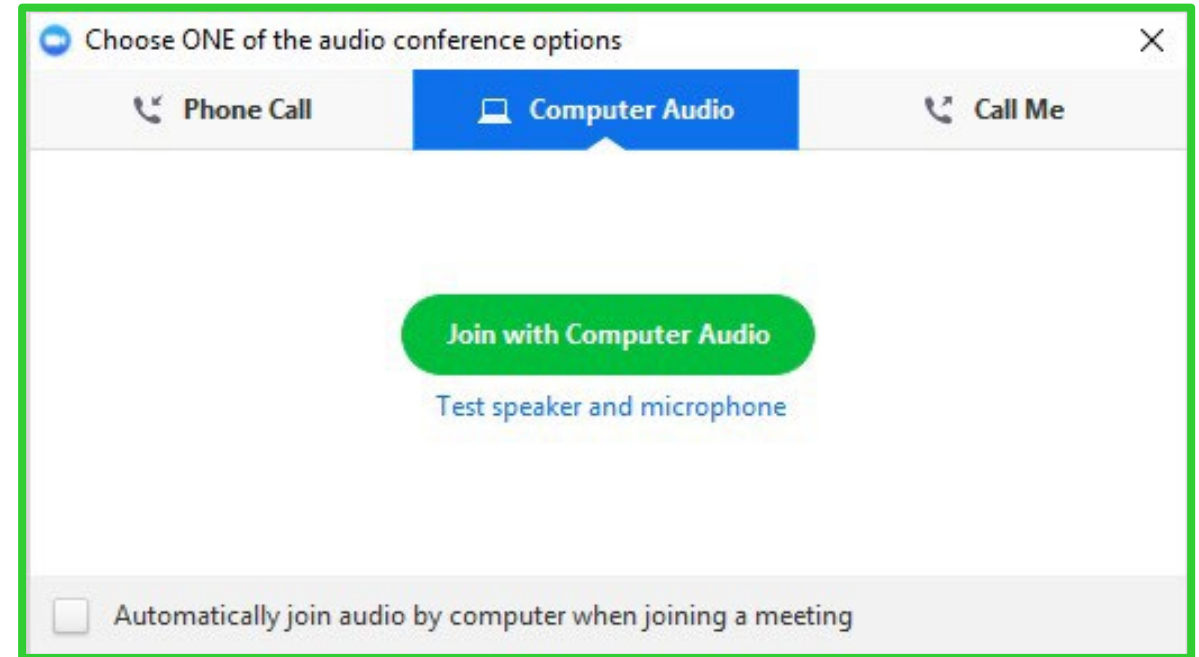 Choose ONE of the audio conference options
Phone Call
Computer Audio
Call Me
Join with Computer Audio
Test speaker and microphone
Automatically join audio by computer when joining a meeting